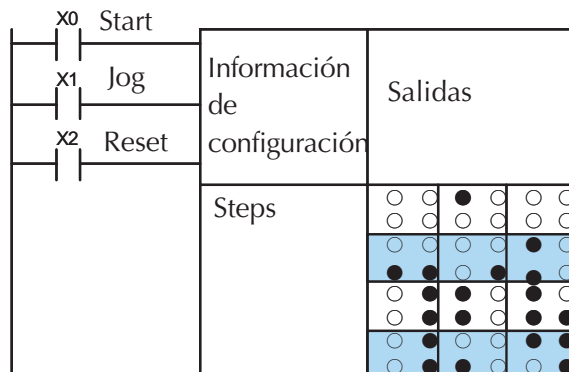 X0 Start
X1 Jog
X2 Reset
Información
de
configuración
Salidas
Steps